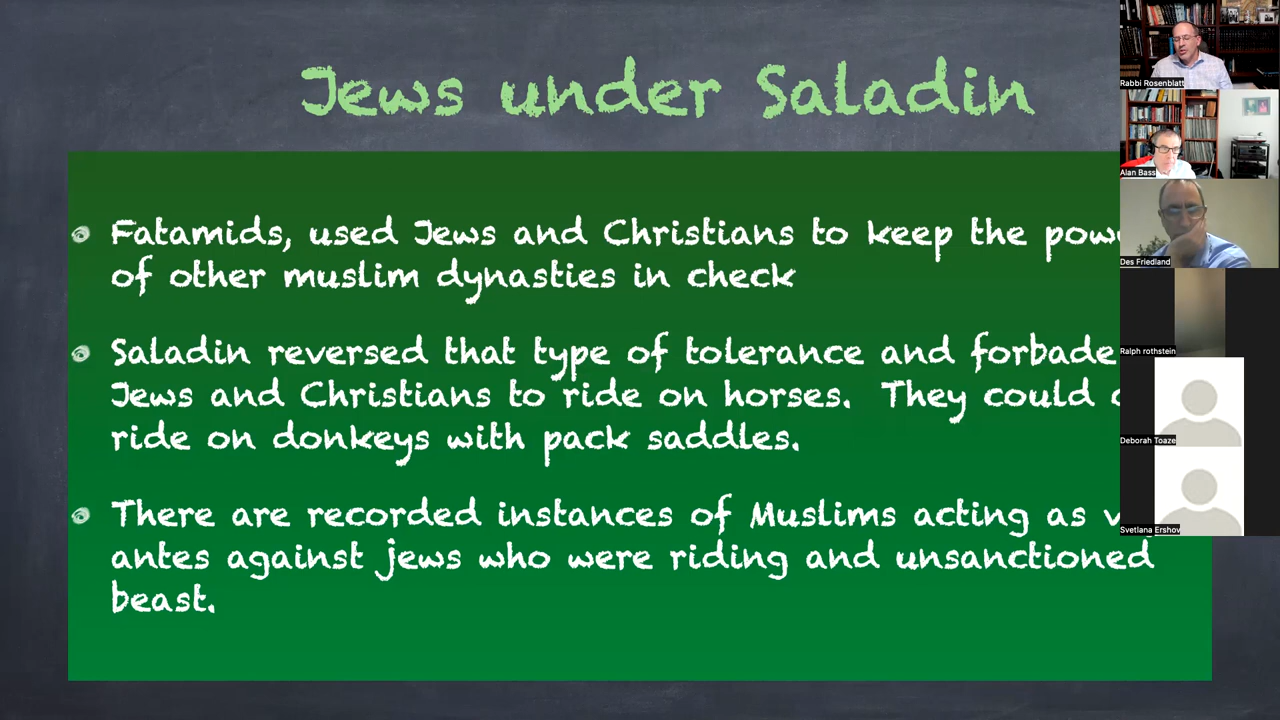 Jews under Saladin
Fatamids, used Jews and Christians to keep the
of other muslim dynasties in check
Saladin reversed that type of tolerance and forbade
Jews and Christians to ride on horses. They could
ride on donkeys with pack saddles.
There are recorded instances of Muslims acting as
antes against jews who were riding and unsanctioned
beast.
Rabbi Rosenblatt
Alan Bass
Des Friedland
Ralph rothstein
Deborah Toaze
Svetlana Ershov